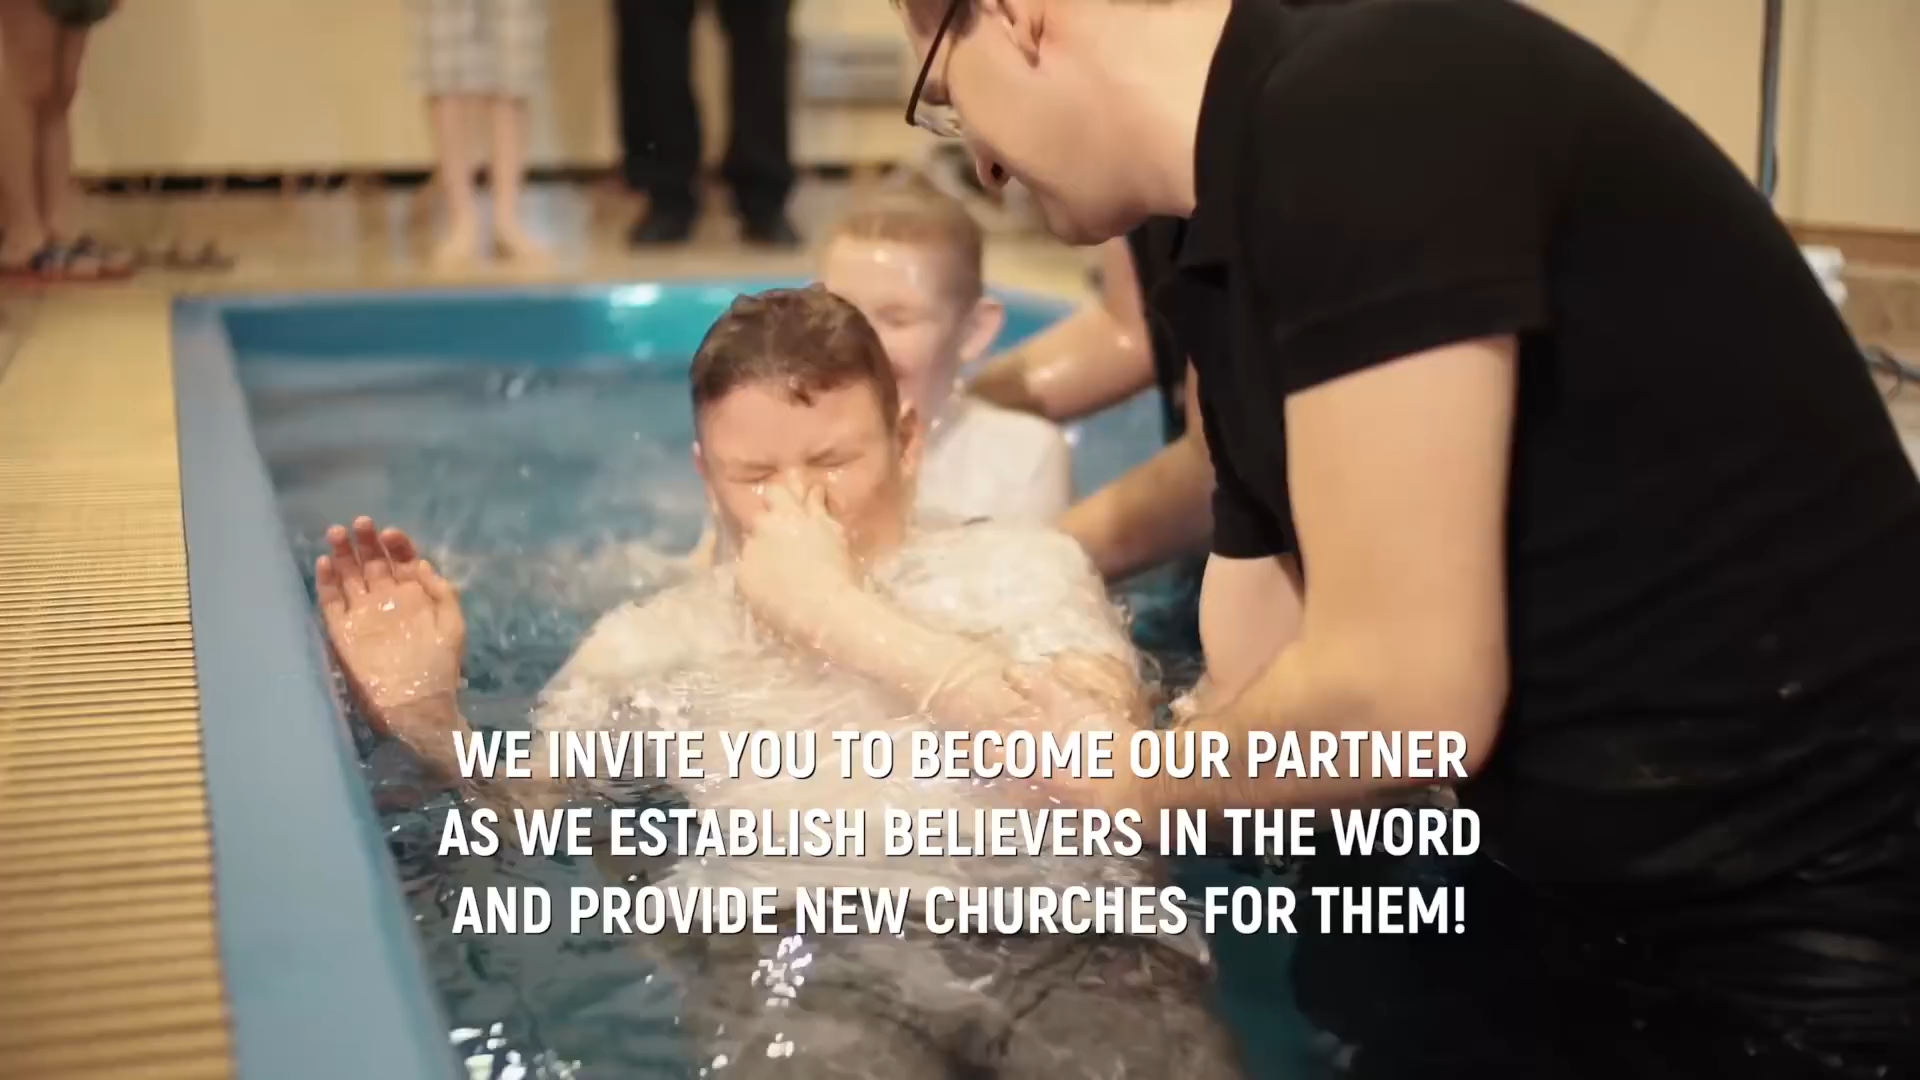 WE INVITE YOU TO BECOME OUR PARTNER
AS WE ESTABLISH BELIEVERS IN THE WORD
AND PROVIDE NEW CHURCHES FOR THEM!